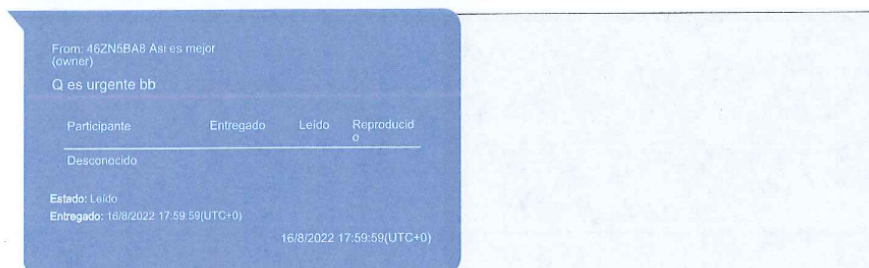 From: 46ZN5BA8 Asi es mejor
(owner)
Q es urgente bb
Participante Entregado Leído Reproducid
o
Desconocido
Estado: Leído
Entregado: 16/8/2022 17:59:59(UTC+0)
16/8/2022 17:59:59(UTC+0)